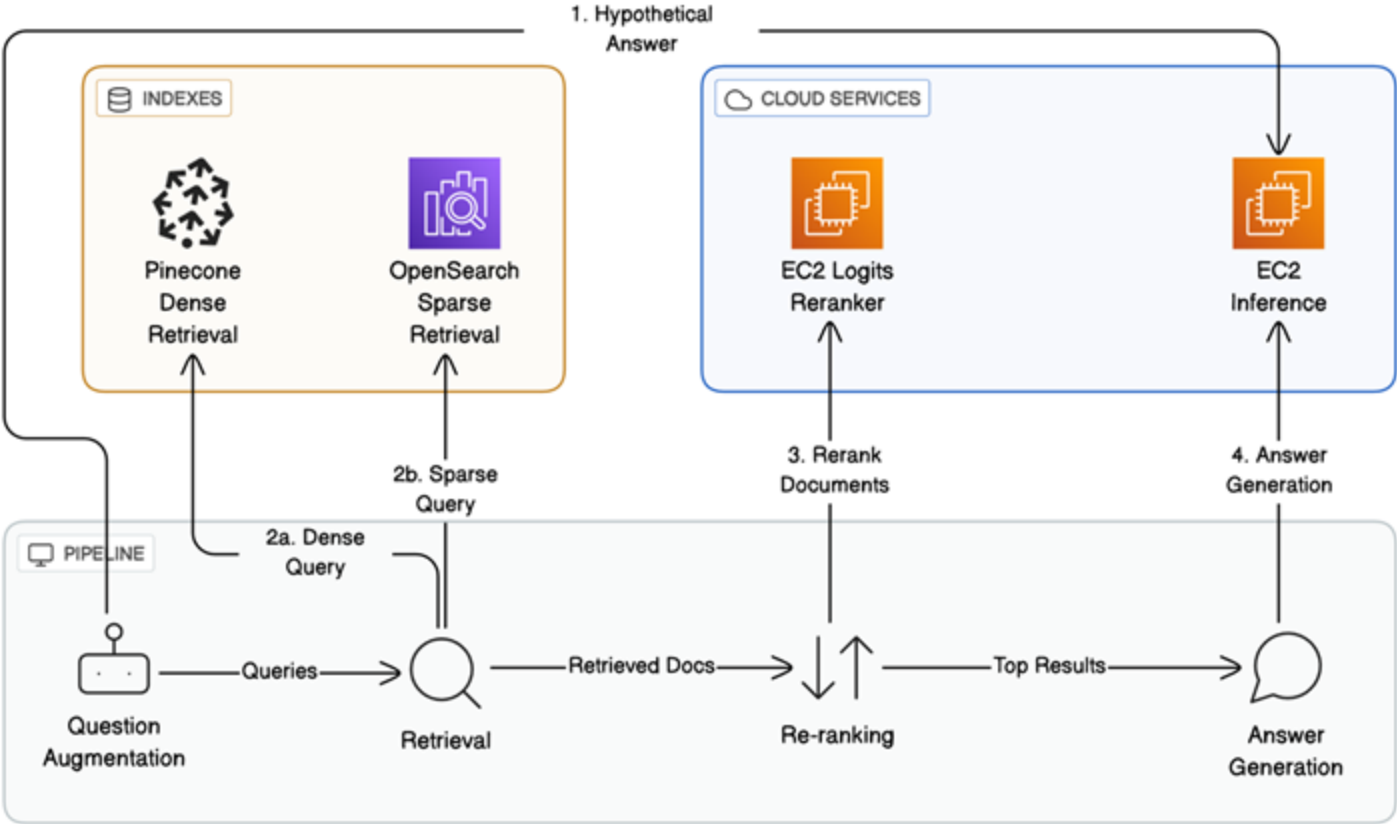 1. Hypothetical
Answer
INDEXES
CLOUD SERVICES
Pinecone
Dense
Retrieval
OpenSearch
Sparse
Retrieval
EC2 Logits
Reranker
EC2
Inference
2b. Sparse
Query
3. Rerank
Documents
4. Answer
Generation
PIPELINE
2a. Dense
Query
Queries
Retrieved Docs
Top Results
Question
Augmentation
Retrieval
Re-ranking
Answer
Generation